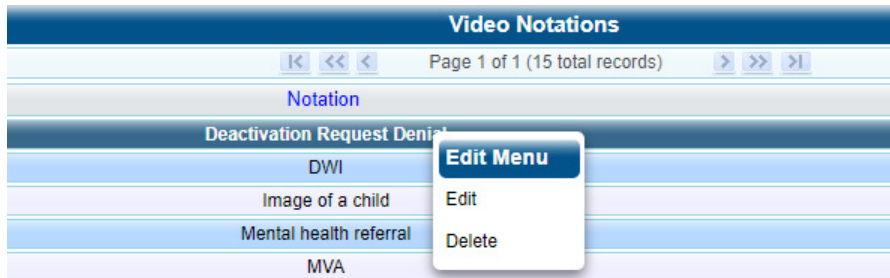 Video Notations
Page 1 of 1 (15 total records)
Notation
Deactivation Request Denial
Edit Menu
DWI
Edit
Image of a child
Delete
Mental health referral
MVA